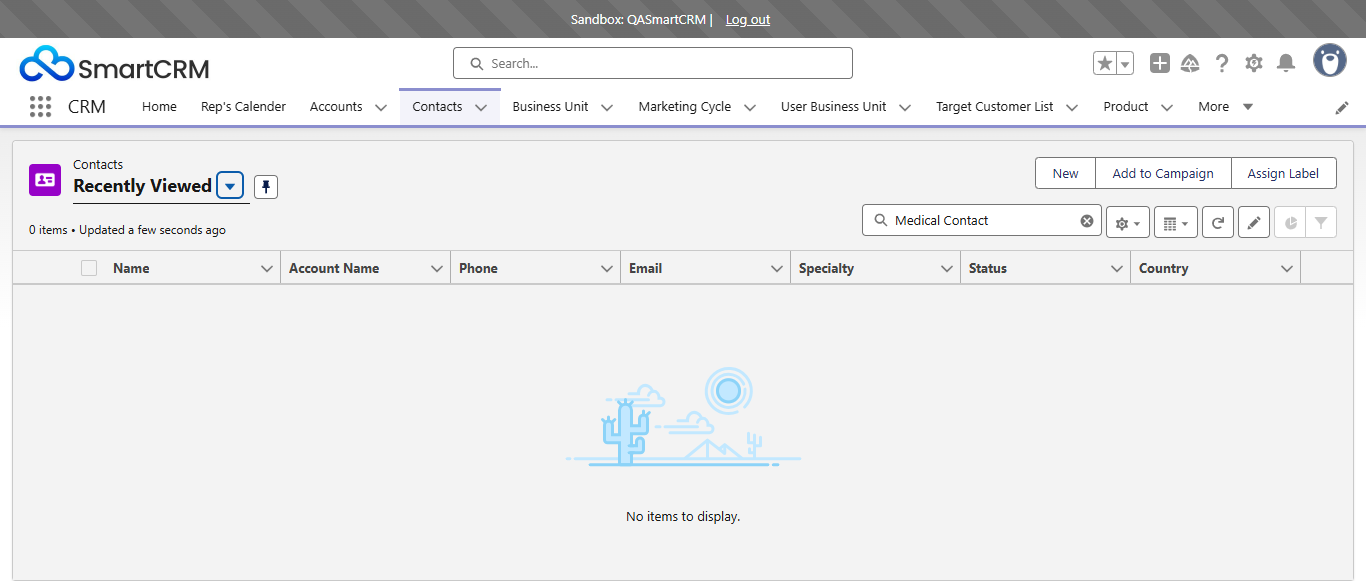 Sandbox: QASmartCRM | Log out
SmartCRM
Search...
CRM Home Rep's Calender Accounts Contacts Business Unit Marketing Cycle User Business Unit Target Customer List Product More
Contacts
Recently Viewed
New Add to Campaign Assign Label
0 items • Updated a few seconds ago
Medical Contact
Name Account Name Phone Email Specialty Status Country
No items to display.